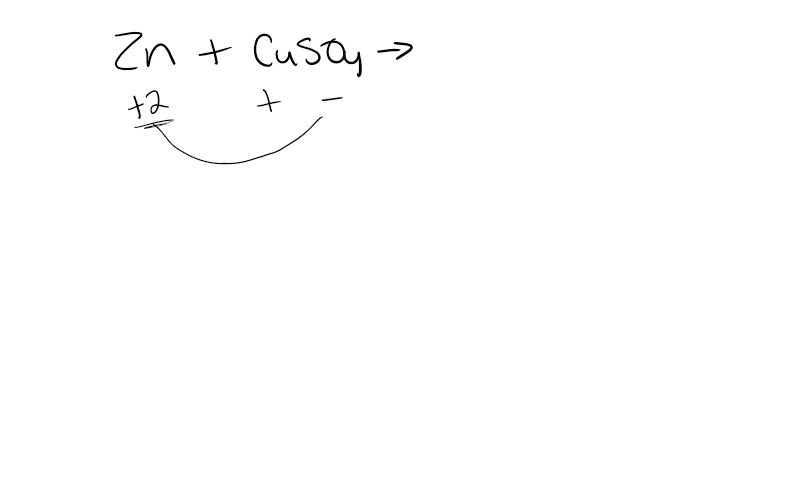 Zn + CuSO4 →
+2 + −